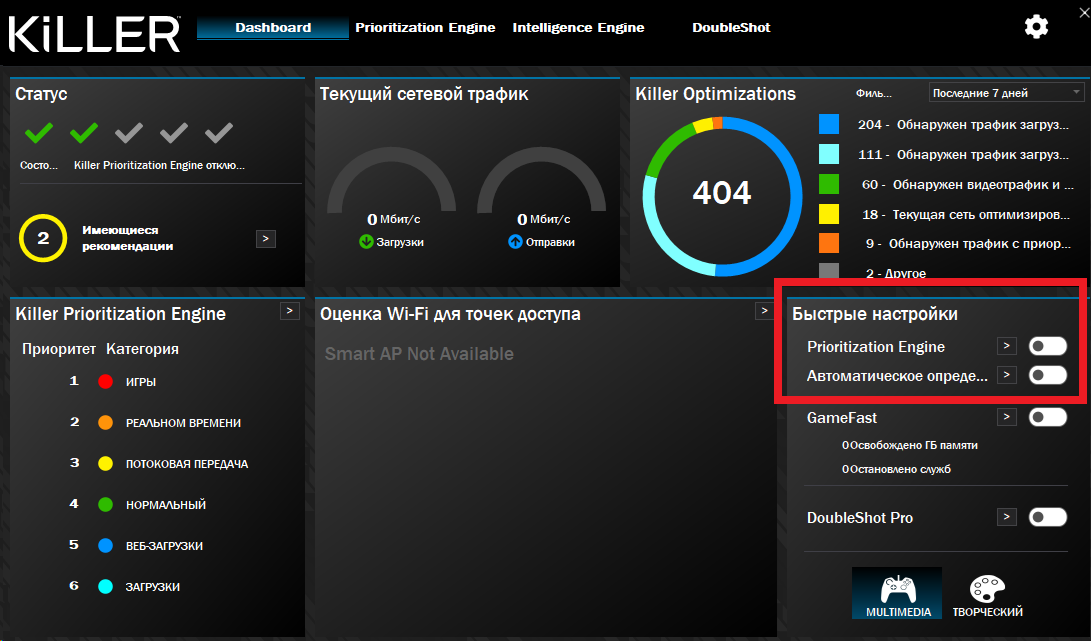 KiLLER Dashboard Prioritization Engine Intelligence Engine DoubleShot
Статус
Состо... Killer Prioritization Engine отклю...
2
Имеющиеся
рекомендации
>
Текущий сетевой трафик
0 Мбит/с 0 Мбит/с
Загрузки Отправки
Killer Optimizations Филь... Последние 7 дней
404
204 - Обнаружен трафик загруз...
111 - Обнаружен трафик загруз...
60 - Обнаружен видеотрафик и ...
18 - Текущая сеть оптимизиров...
9 - Обнаружен трафик с приор...
2 - Другое
Killer Prioritization Engine >
Приоритет Категория
1 ИГРЫ
2 РЕАЛЬНОМ ВРЕМЕНИ
3 ПОТОКОВАЯ ПЕРЕДАЧА
4 НОРМАЛЬНЫЙ
5 ВЕБ-ЗАГРУЗКИ
6 ЗАГРУЗКИ
Оценка Wi-Fi для точек доступа >
Smart AP Not Available
Быстрые настройки
Prioritization Engine >
Автоматическое опреде... >
GameFast >
0Освобождено ГБ памяти
0Остановлено служб
DoubleShot Pro >
MULTIMEDIA ТВОРЧЕСКИЙ